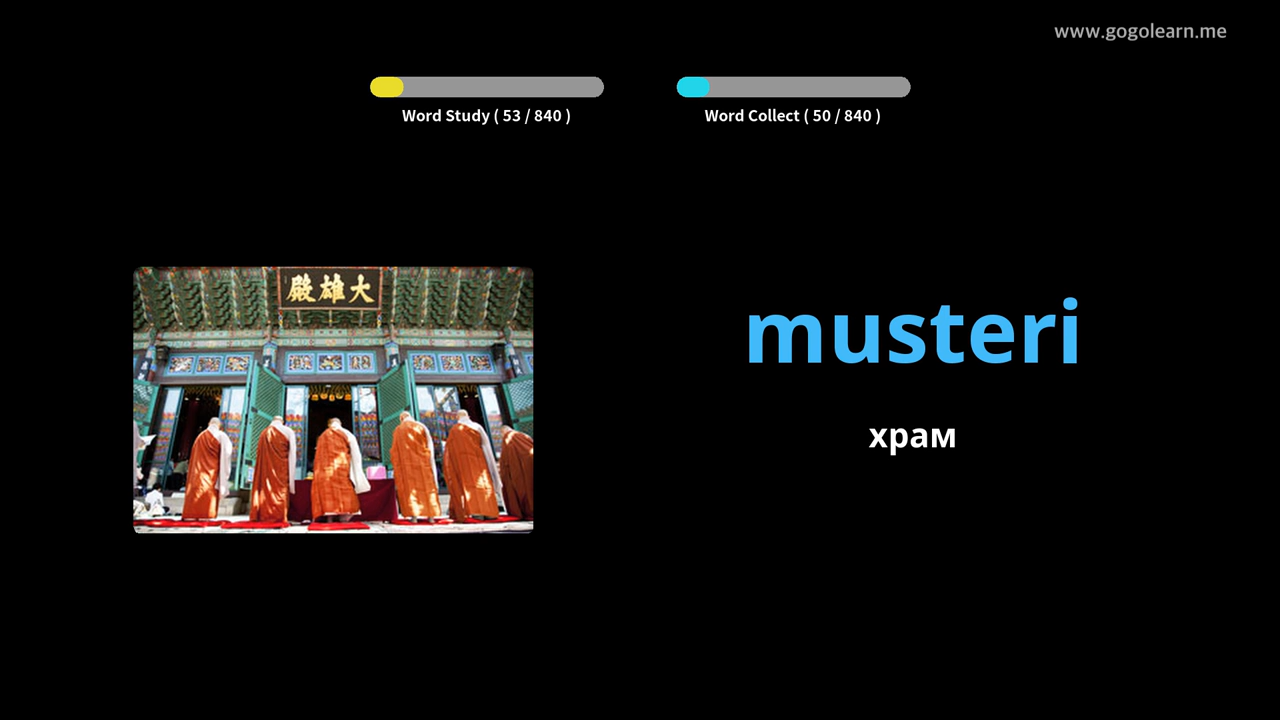 www.gogolearn.me
Word Study ( 53 / 840 )
Word Collect ( 50 / 840 )
殿雄大
musteri
храм